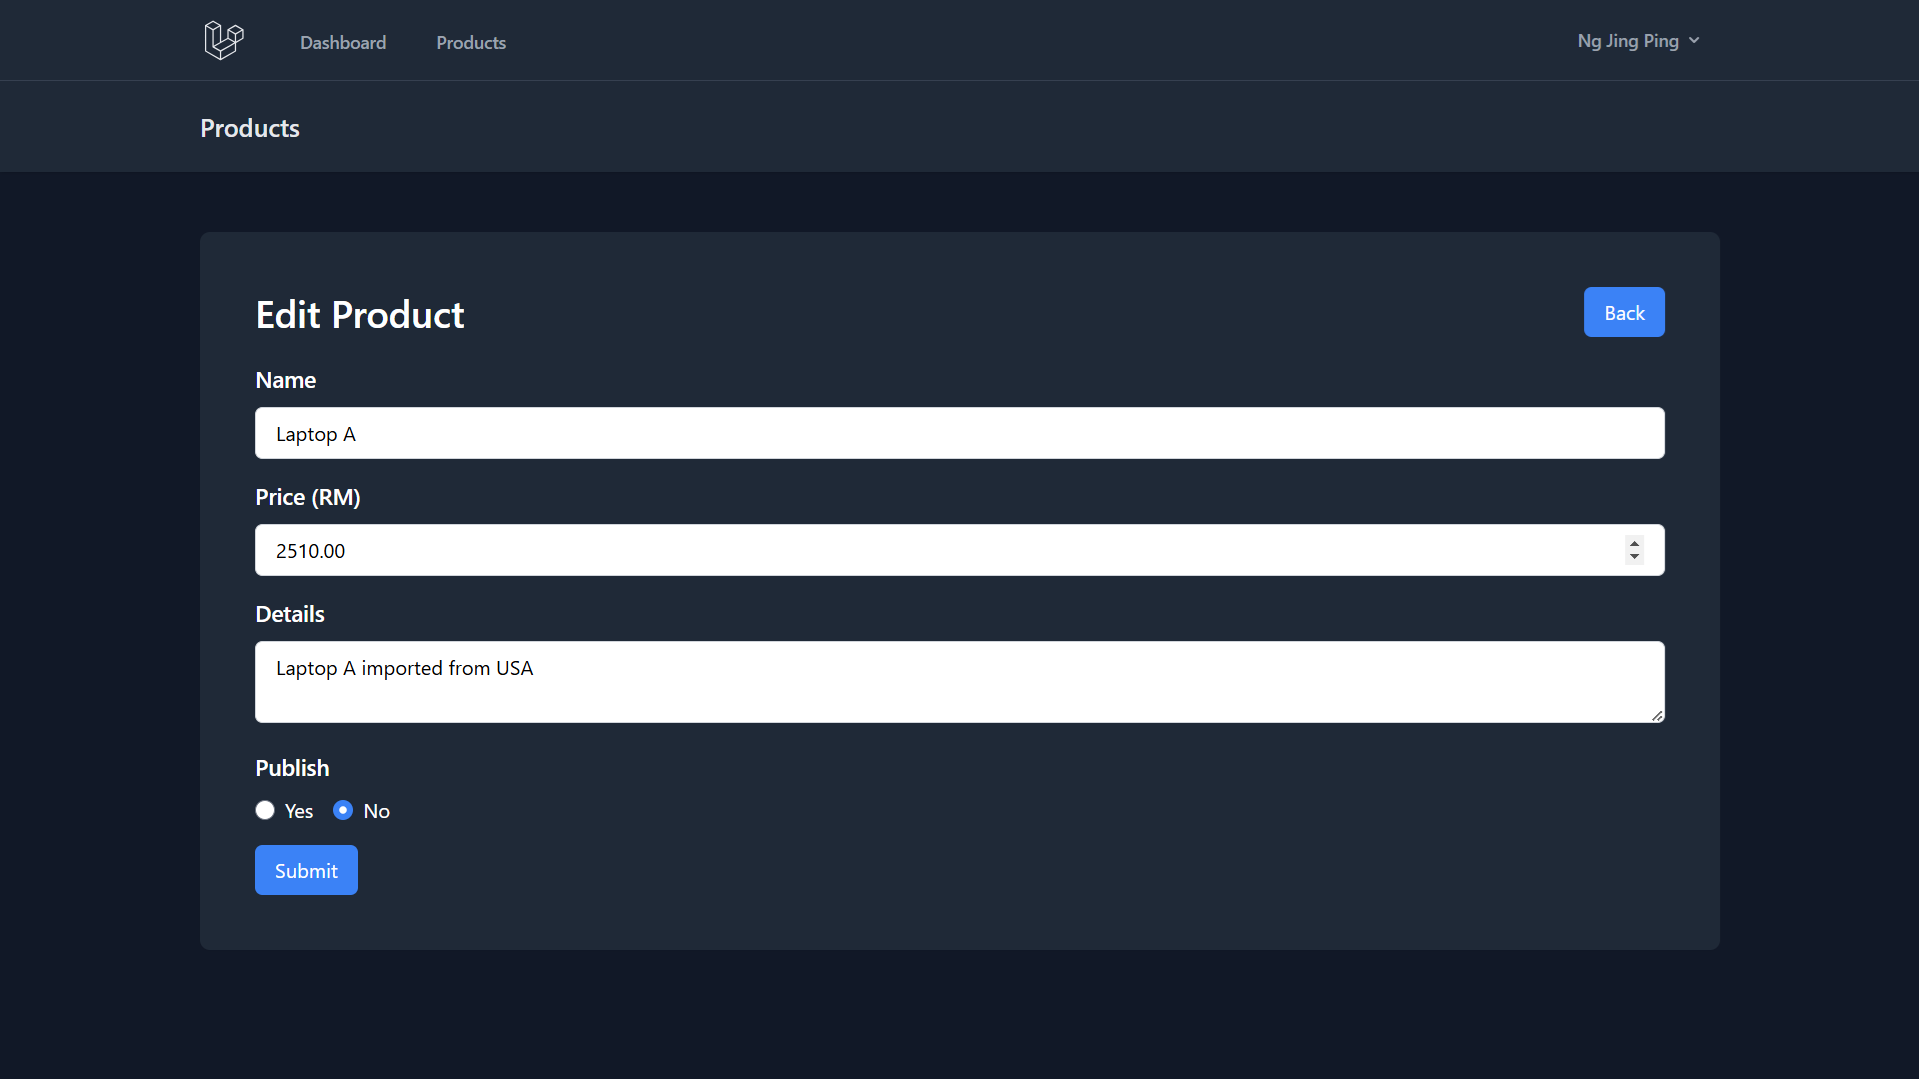 Dashboard Products Ng Jing Ping
Products
Edit Product Back
Name
Laptop A
Price (RM)
2510.00
Details
Laptop A imported from USA
Publish
Yes No
Submit